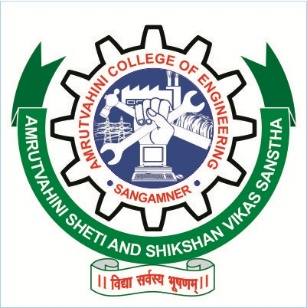 AMRUTVAHINI COLLEGE OF ENGINEERING
• SANGAMNER •
AMRUTVAHINI SHETI AND SHIKSHAN VIKAS SANSTHA
।। विद्या सर्वस्य भूषणम् ।।